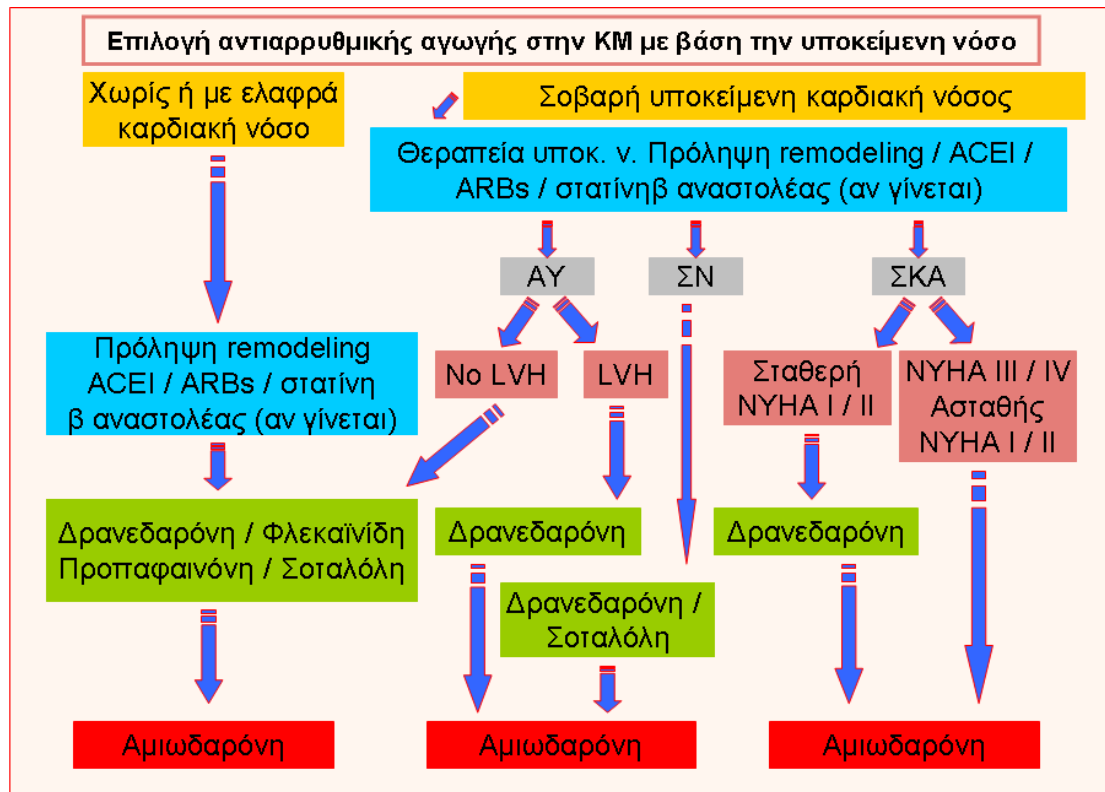 Επιλογή αντιαρρυθμικής αγωγής στην ΚΜ με βάση την υποκείμενη νόσο
Χωρίς ή με ελαφρά
καρδιακή νόσο
Σοβαρή υποκείμενη καρδιακή νόσος
Θεραπεία υποκ. ν. Πρόληψη remodeling / ACEI /
ARBs / στατίνηβ αναστολέας (αν γίνεται)
ΑΥ
ΣΝ
ΣΚΑ
Πρόληψη remodeling
ACEI / ARBs / στατίνη
β αναστολέας (αν γίνεται)
No LVH
LVH
Σταθερή
NYHA I / II
NYHA III / IV
Ασταθής
NYHA I / II
Δρανεδαρόνη / Φλεκαϊνίδη
Προπαφαινόνη / Σοταλόλη
Δρανεδαρόνη
Δρανεδαρόνη /
Σοταλόλη
Δρανεδαρόνη
Αμιωδαρόνη
Αμιωδαρόνη
Αμιωδαρόνη